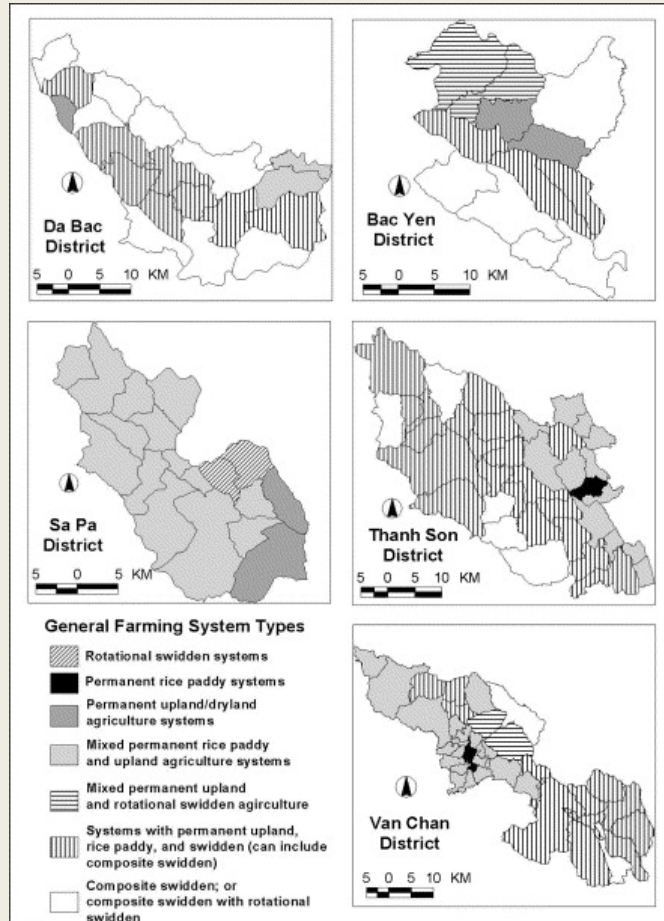 Da Bac
District
5 0 5 10 KM
Bac Yen
District
5 0 5 10 KM
Sa Pa
District
5 0 5 KM
Thanh Son
District
5 0 5 10 KM
General Farming System Types
Rotational swidden systems
Permanent rice paddy systems
Permanent upland/dryland
agriculture systems
Mixed permanent rice paddy
and upland agriculture systems
Mixed permanent upland
and rotational swidden agirculture
Systems with permanent upland,
rice paddy, and swidden (can include
composite swidden)
Composite swidden; or
composite swidden with rotational
swidden
Van Chan
District
5 0 5 10 KM